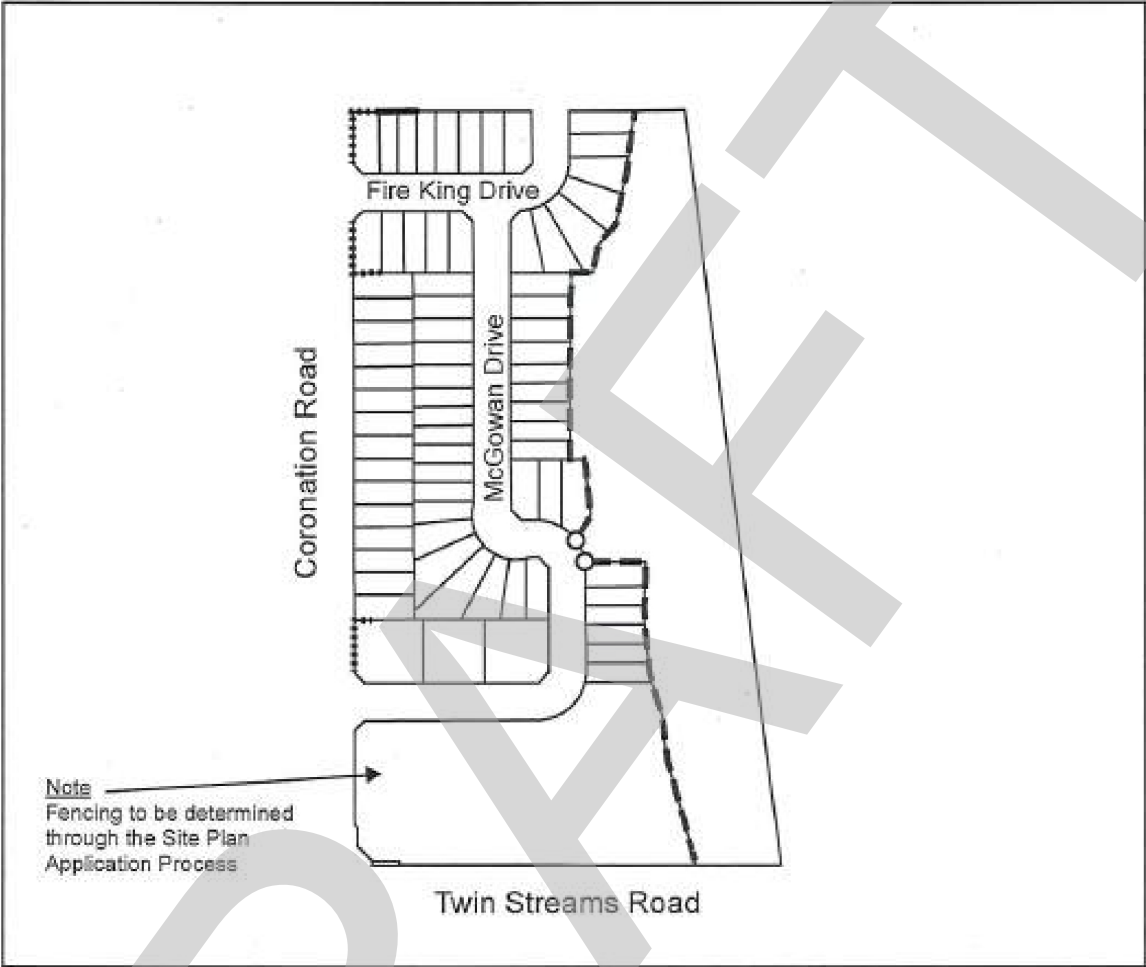 Fire King Drive
McGowan Drive
Coronation Road
Note
Fencing to be determined
through the Site Plan
Application Process
Twin Streams Road
DRAFT